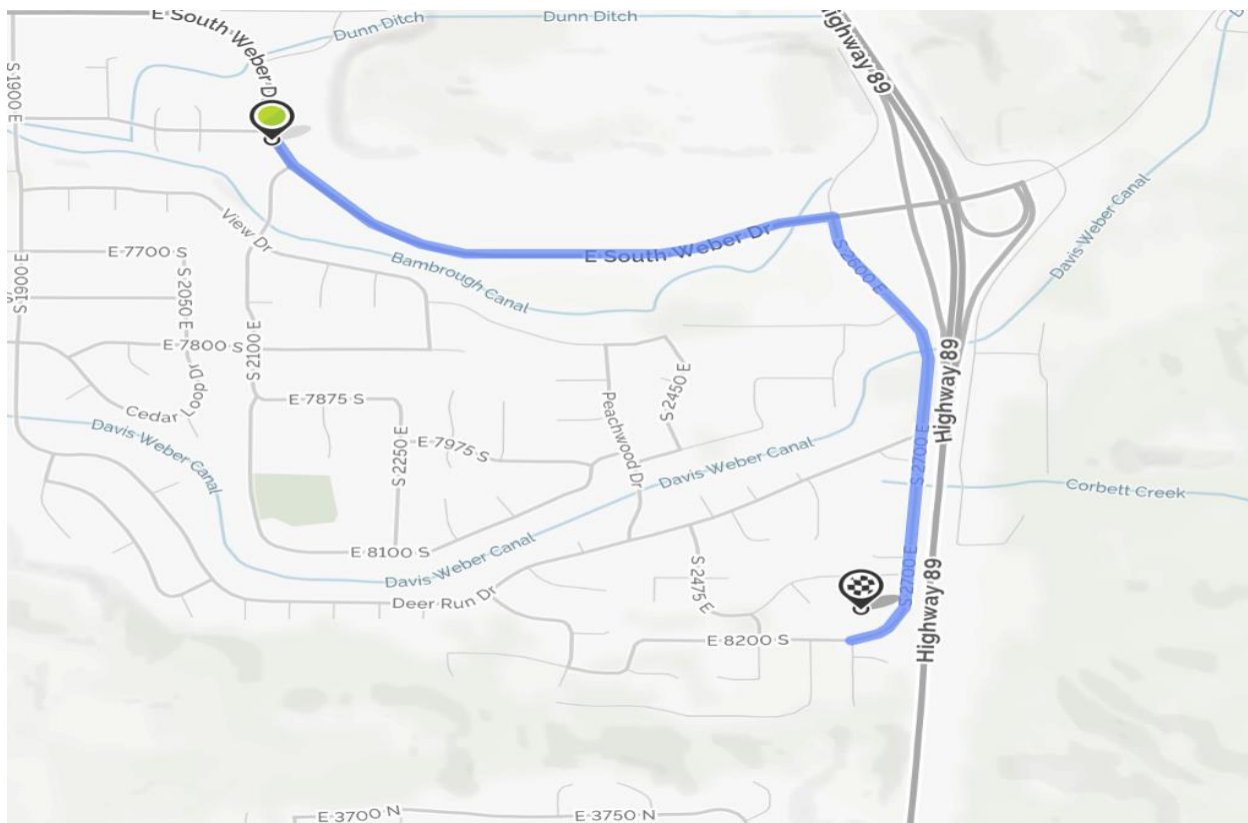 E South Weber D
Dunn Ditch
Dunn Ditch
Highway 89
S 1900 E
View Dr
E 7700 S
S 2050 E
S 1900 E
Bambrough Canal
E South Weber Dr
S 2600 E
Davis Weber Canal
S 2100 E
E 7800 S
Loop Dr
Cedar
E 7875 S
Peachwood Dr
S 2450 E
Highway 89
Davis Weber Canal
S 2250 E
E 7975 S
Davis Weber Canal
S 2700 E
Corbett Creek
E 8100 S
Davis Weber Canal
Deer Run Dr
S 2475 E
S 2700 E
Highway 89
E 8200 S
E 3700 N
E 3750 N